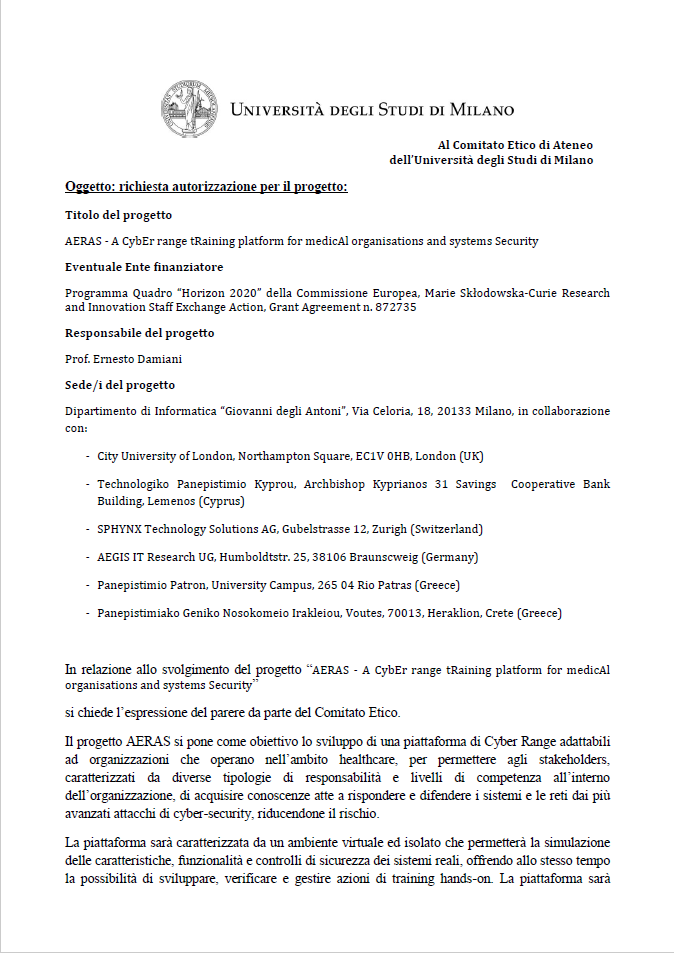 UNIVERSITÀ DEGLI STUDI DI MILANO
Al Comitato Etico di Ateneo
dell'Università degli Studi di Milano
Oggetto: richiesta autorizzazione per il progetto:
Titolo del progetto
AERAS - A CybEr range tRaining platform for medicAl organisations and systems Security
Eventuale Ente finanziatore
Programma Quadro “Horizon 2020” della Commissione Europea, Marie Skłodowska-Curie Research
and Innovation Staff Exchange Action, Grant Agreement n. 872735
Responsabile del progetto
Prof. Ernesto Damiani
Sede/i del progetto
Dipartimento di Informatica “Giovanni degli Antoni”, Via Celoria, 18, 20133 Milano, in collaborazione
con:
- City University of London, Northampton Square, EC1V 0HB, London (UK)
- Technologiko Panepistimio Kyprou, Archbishop Kyprianos 31 Savings Cooperative Bank
Building, Lemenos (Cyprus)
- SPHYNX Technology Solutions AG, Gubelstrasse 12, Zurigh (Switzerland)
- AEGIS IT Research UG, Humboldtstr. 25, 38106 Braunscweig (Germany)
- Panepistimio Patron, University Campus, 265 04 Rio Patras (Greece)
- Panepistimiako Geniko Nosokomeio Irakleiou, Voutes, 70013, Heraklion, Crete (Greece)
In relazione allo svolgimento del progetto “AERAS - A CybEr range tRaining platform for medicAl
organisations and systems Security”
si chiede l'espressione del parere da parte del Comitato Etico.
Il progetto AERAS si pone come obiettivo lo sviluppo di una piattaforma di Cyber Range adattabili
ad organizzazioni che operano nell'ambito healthcare, per permettere agli stakeholders,
caratterizzati da diverse tipologie di responsabilità e livelli di competenza all'interno
dell'organizzazione, di acquisire conoscenze atte a rispondere e difendere i sistemi e le reti dai più
avanzati attacchi di cyber-security, riducendone il rischio.
La piattaforma sarà caratterizzata da un ambiente virtuale ed isolato che permetterà la simulazione
delle caratteristiche, funzionalità e controlli di sicurezza dei sistemi reali, offrendo allo stesso tempo
la possibilità di sviluppare, verificare e gestire azioni di training hands-on. La piattaforma sarà